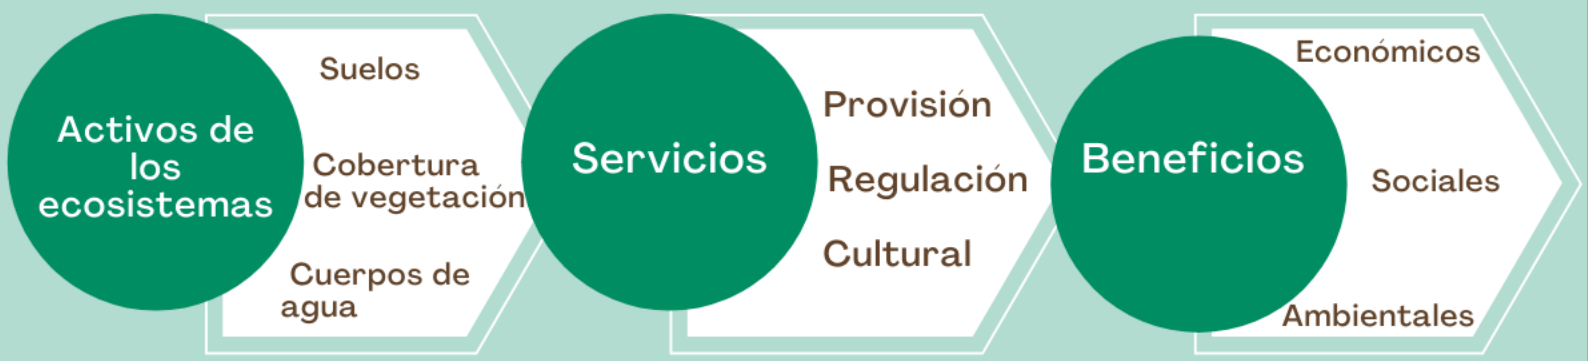 Activos de
los
ecosistemas
Suelos
Cobertura
de vegetación
Cuerpos de
agua
Servicios
Provisión
Regulación
Cultural
Beneficios
Económicos
Sociales
Ambientales